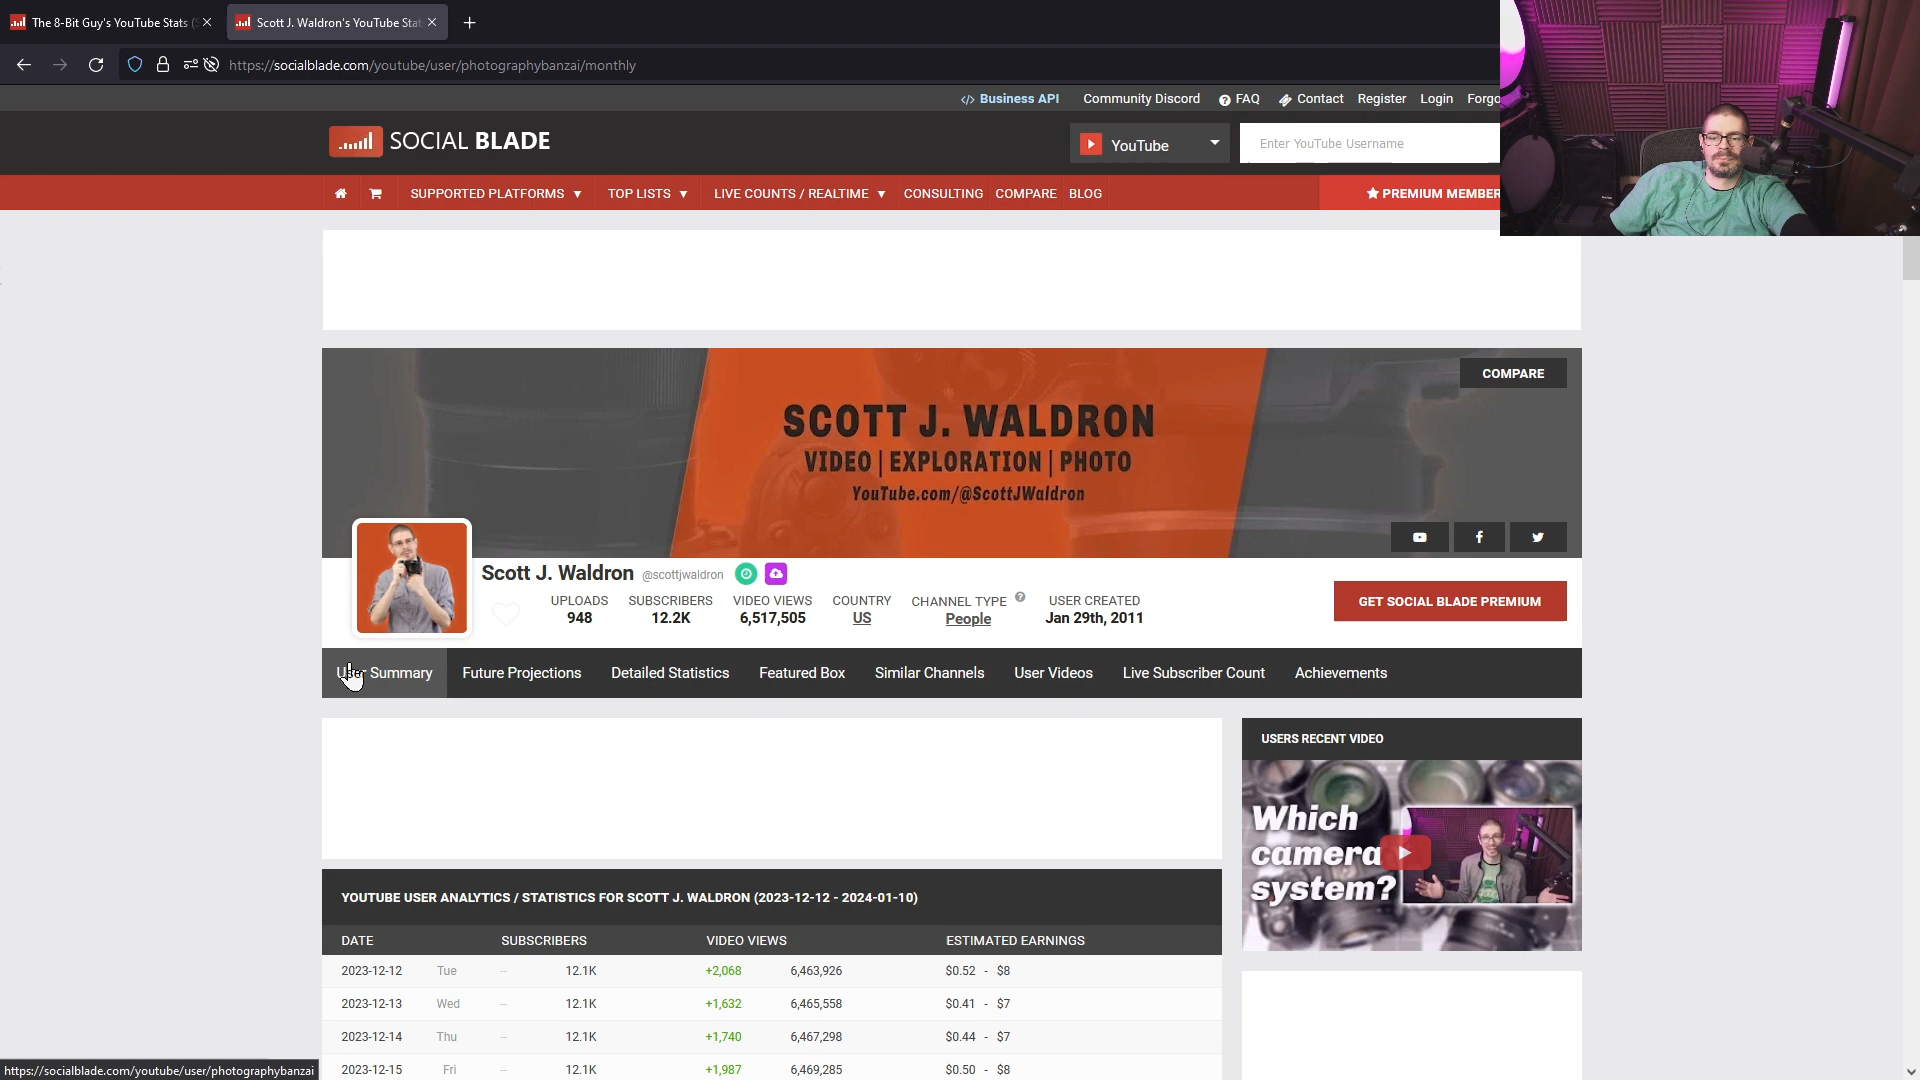 The 8-Bit Guy's YouTube Stats (
Scott J. Waldron's YouTube Stat
https://socialblade.com/youtube/user/photographybanzai/monthly
</> Business API Community Discord FAQ Contact Register Login Forgo
SOCIAL BLADE
YouTube
Enter YouTube Username
SUPPORTED PLATFORMS TOP LISTS LIVE COUNTS / REALTIME CONSULTING COMPARE BLOG
PREMIUM MEMBER
COMPARE
SCOTT J. WALDRON
VIDEO | EXPLORATION | PHOTO
YouTube.com/@ScottJWaldron
Scott J. Waldron @scottjwaldron
UPLOADS SUBSCRIBERS VIDEO VIEWS COUNTRY CHANNEL TYPE USER CREATED
948 12.2K 6,517,505 US People Jan 29th, 2011
GET SOCIAL BLADE PREMIUM
User Summary Future Projections Detailed Statistics Featured Box Similar Channels User Videos Live Subscriber Count Achievements
USERS RECENT VIDEO
Which
camera
system?
YOUTUBE USER ANALYTICS / STATISTICS FOR SCOTT J. WALDRON (2023-12-12 - 2024-01-10)
DATE SUBSCRIBERS VIDEO VIEWS ESTIMATED EARNINGS
2023-12-12 Tue -- 12.1K +2,068 6,463,926 $0.52 - $8
2023-12-13 Wed -- 12.1K +1,632 6,465,558 $0.41 - $7
2023-12-14 Thu -- 12.1K +1,740 6,467,298 $0.44 - $7
2023-12-15 Fri -- 12.1K +1,987 6,469,285 $0.50 - $8
https://socialblade.com/youtube/user/photographybanzai